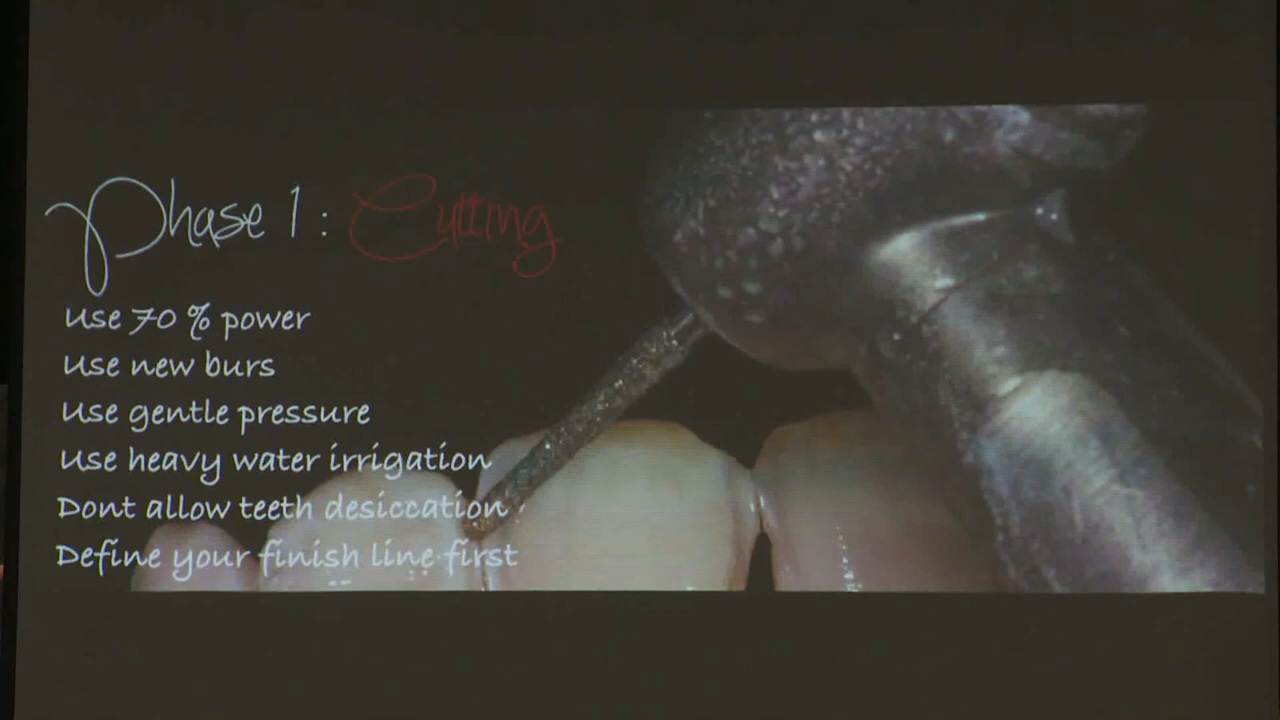 Phase 1 : Cutting
Use 70 % power
Use new burs
Use gentle pressure
Use heavy water irrigation
Dont allow teeth desiccation
Define your finish line first